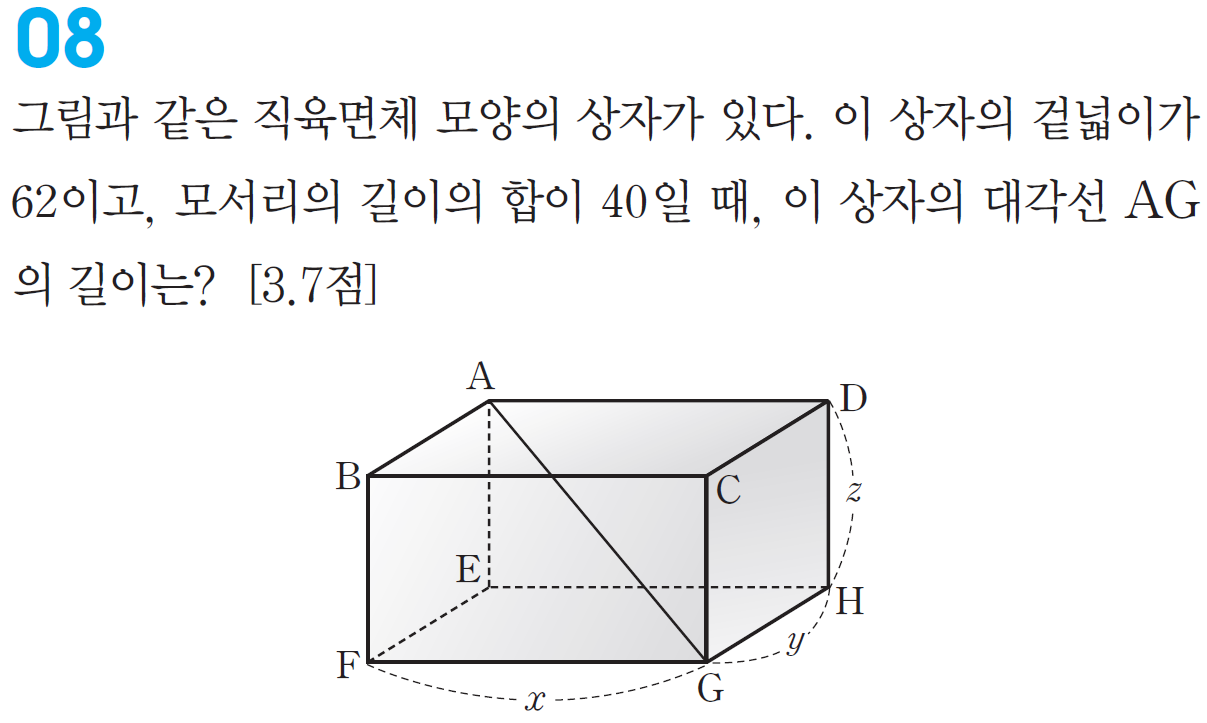 08
그림과 같은 직육면체 모양의 상자가 있다. 이 상자의 겉넓이가
62이고, 모서리의 길이의 합이 40일 때, 이 상자의 대각선 AG
의 길이는? [3.7점]
A
D
B
C
z
E
H
y
F
G
x